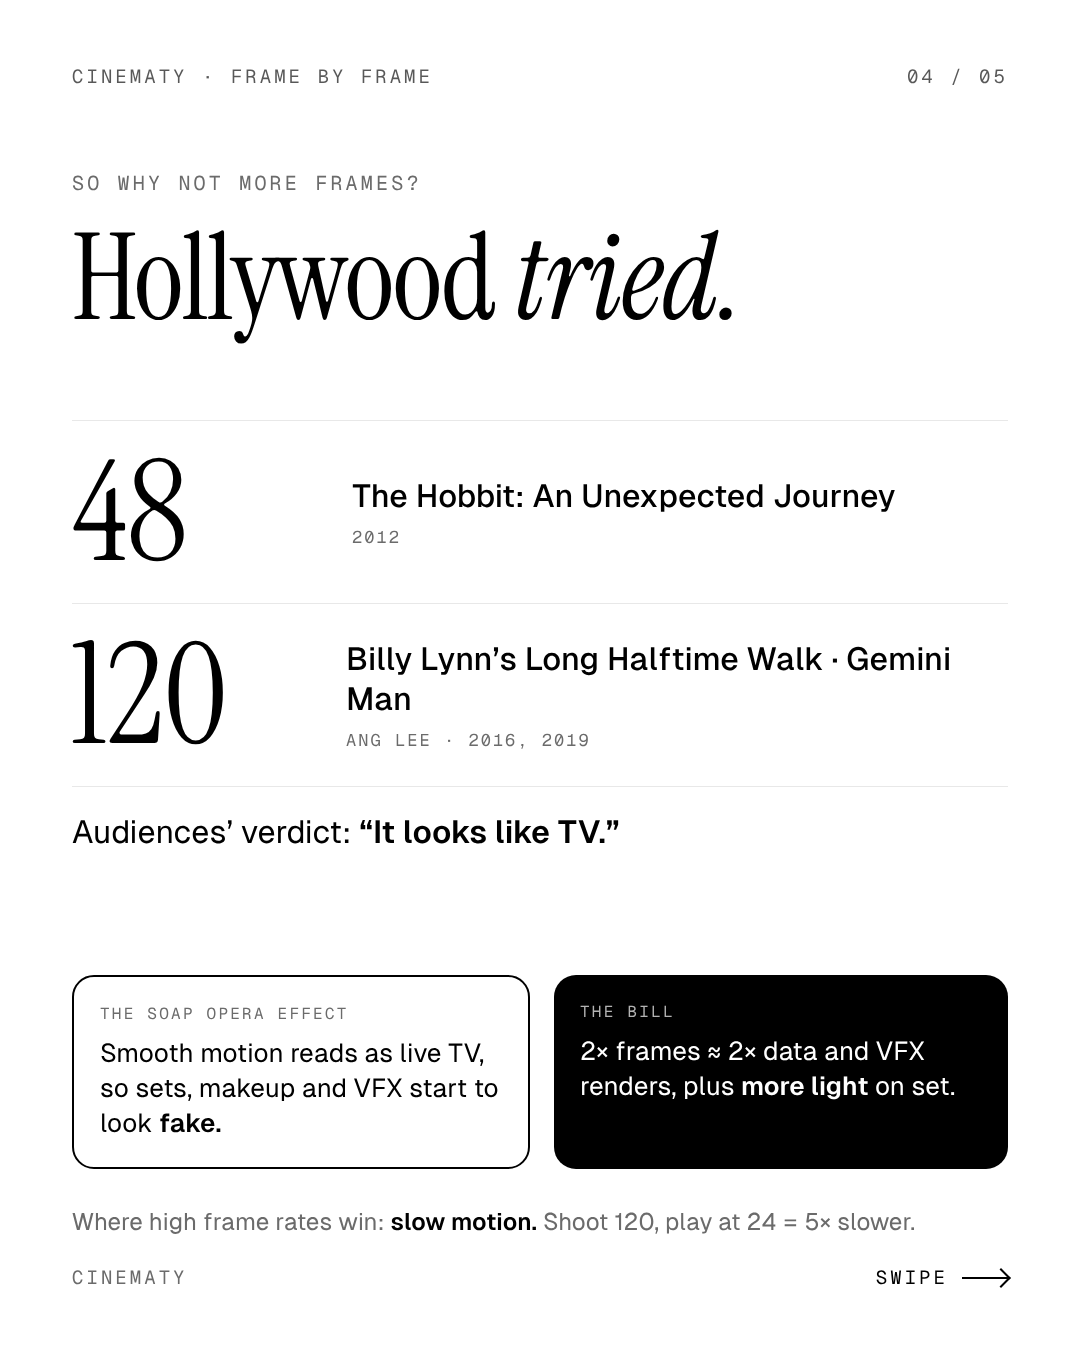 CINEMATY · FRAME BY FRAME
04 / 05
SO WHY NOT MORE FRAMES?
Hollywood tried.
48
The Hobbit: An Unexpected Journey
2012
120
Billy Lynn’s Long Halftime Walk · Gemini
Man
ANG LEE · 2016, 2019
Audiences’ verdict: “It looks like TV.”
THE SOAP OPERA EFFECT
Smooth motion reads as live TV,
so sets, makeup and VFX start to
look fake.
THE BILL
2× frames ≈ 2× data and VFX
renders, plus more light on set.
Where high frame rates win: slow motion. Shoot 120, play at 24 = 5× slower.
CINEMATY
SWIPE